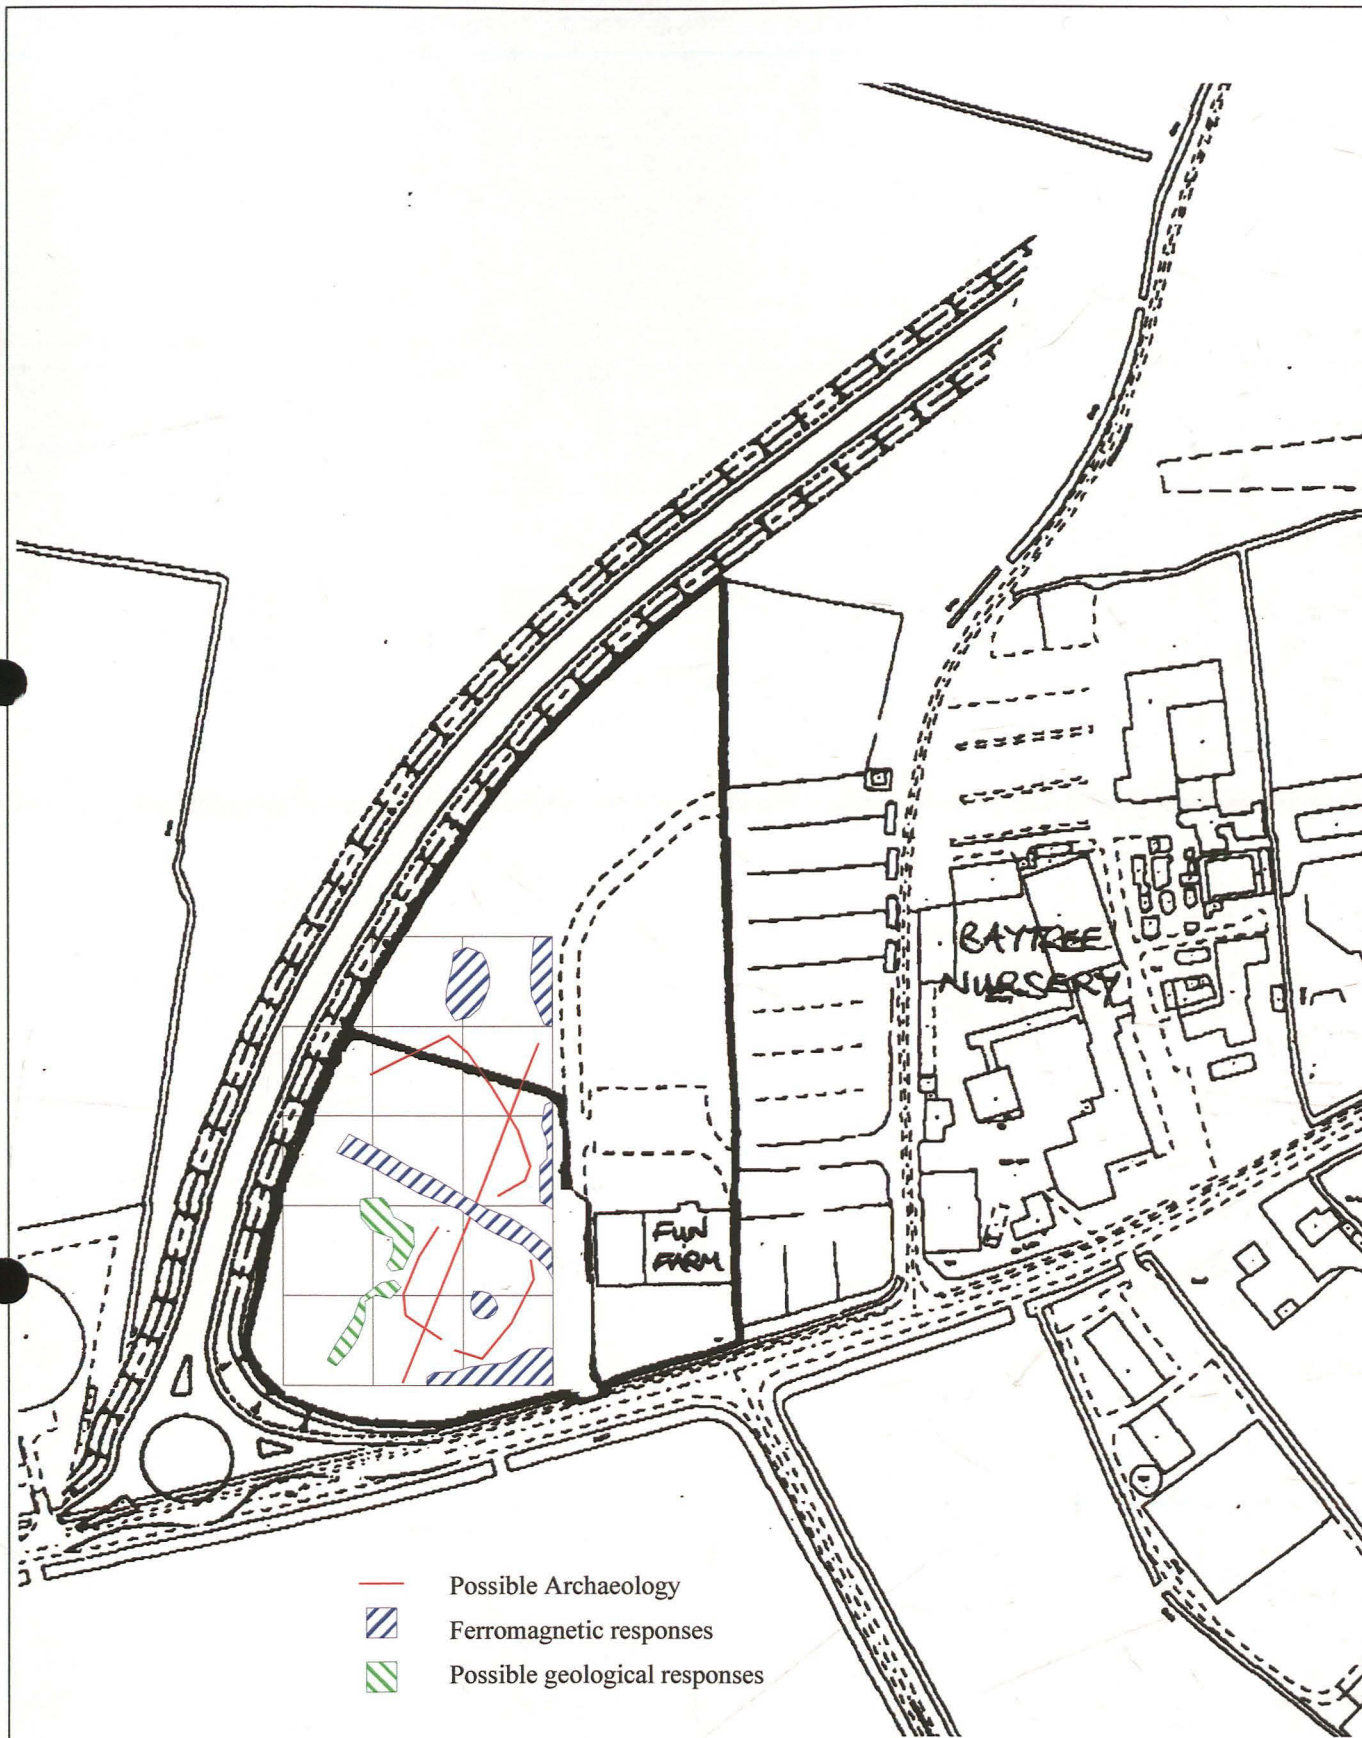 BAYTREE
NURSERY
FUN
FARM
Possible Archaeology
Ferromagnetic responses
Possible geological responses